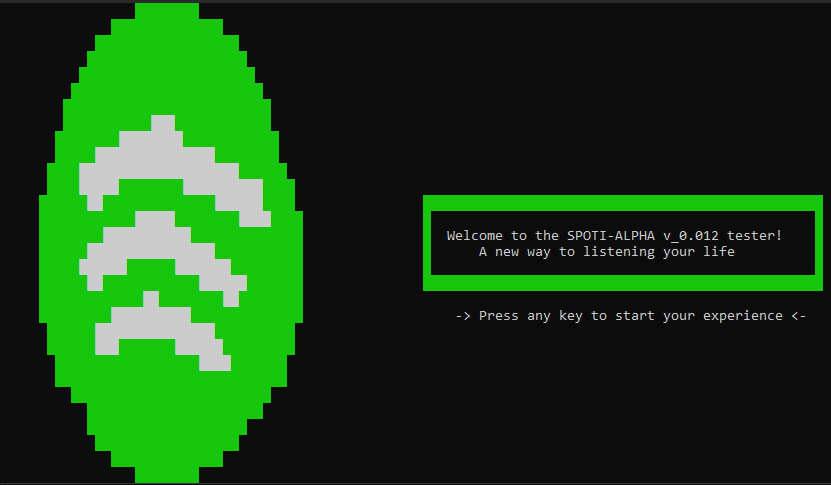 Welcome to the SPOTI-ALPHA v_0.012 tester!
A new way to listening your life
-> Press any key to start your experience <-